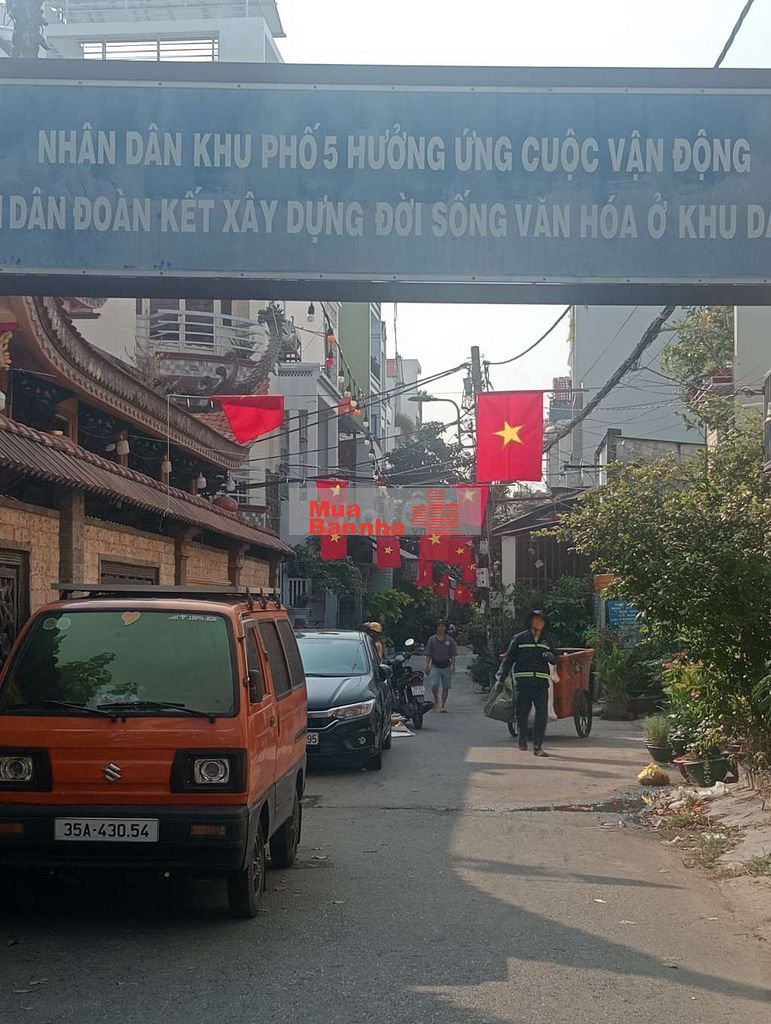 NHÂN DÂN KHU PHỐ 5 HƯỞNG ỨNG CUỘC VẬN ĐỘNG
DÂN ĐOÀN KẾT XÂY DỰNG ĐỜI SỐNG VĂN HÓA Ở KHU
Mua
Bannha
35A-430.54